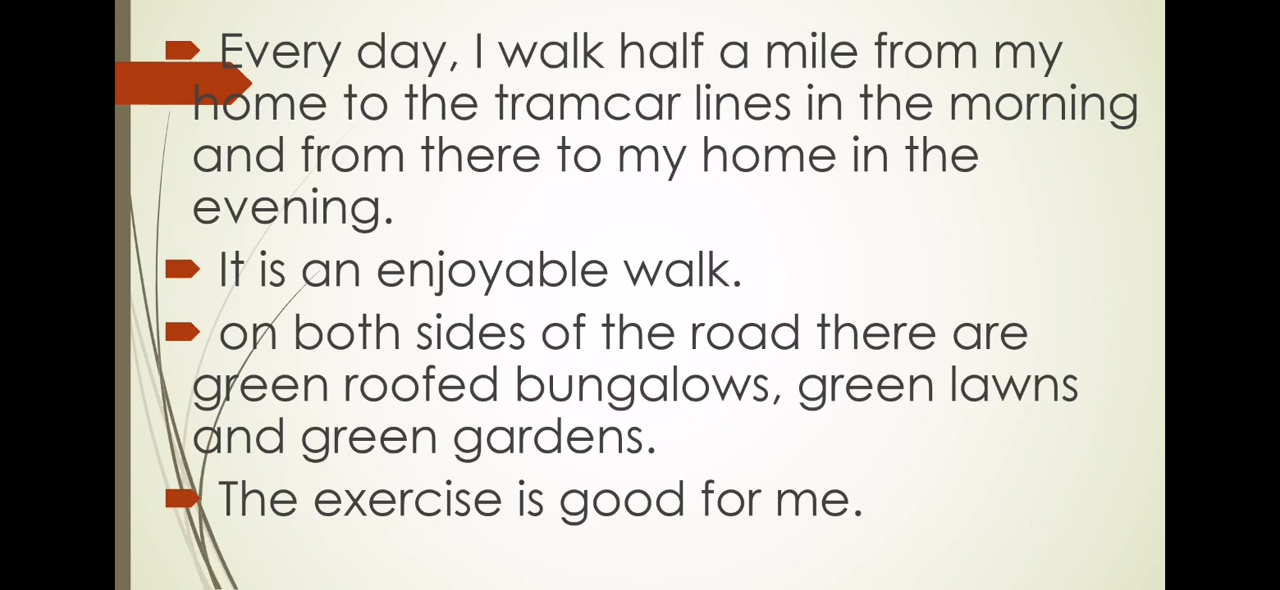 Every day, I walk half a mile from my
home to the tramcar lines in the morning
and from there to my home in the
evening.
It is an enjoyable walk.
on both sides of the road there are
green roofed bungalows, green lawns
and green gardens.
The exercise is good for me.